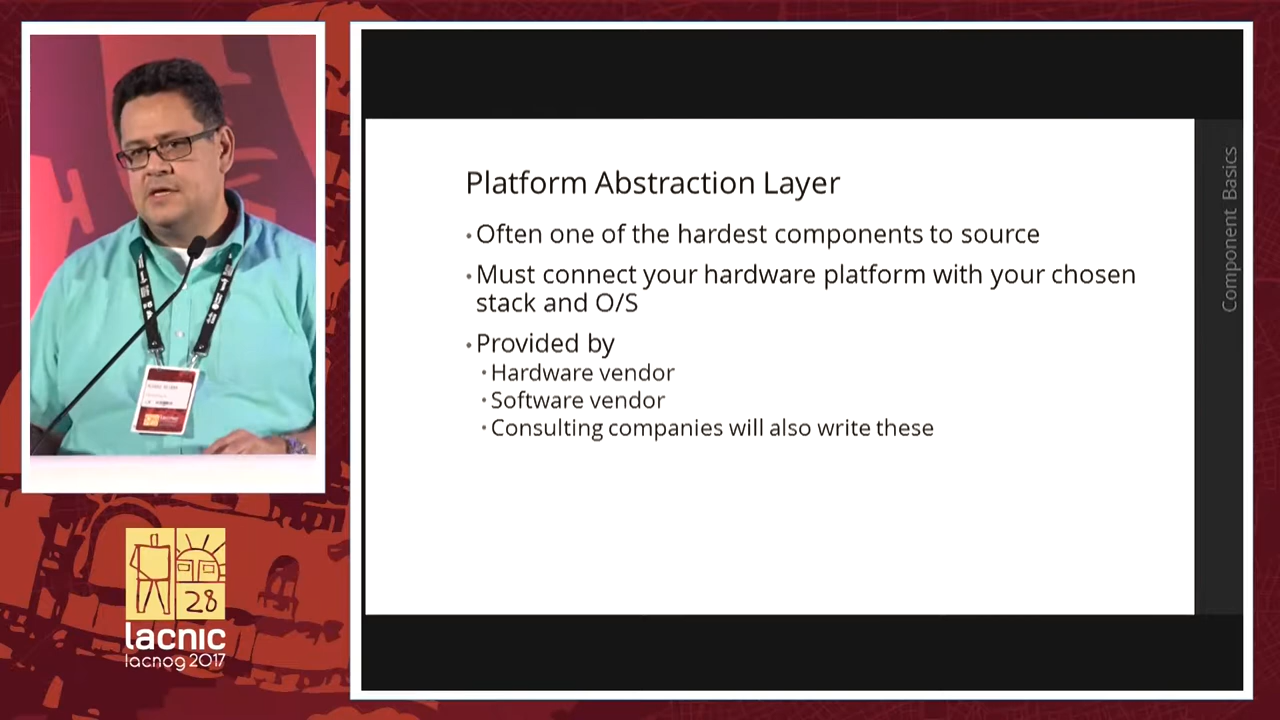 Platform Abstraction Layer
• Often one of the hardest components to source
• Must connect your hardware platform with your chosen
stack and O/S
• Provided by
• Hardware vendor
• Software vendor
• Consulting companies will also write these
Component Basics
28
lacnic
lacnog 2017